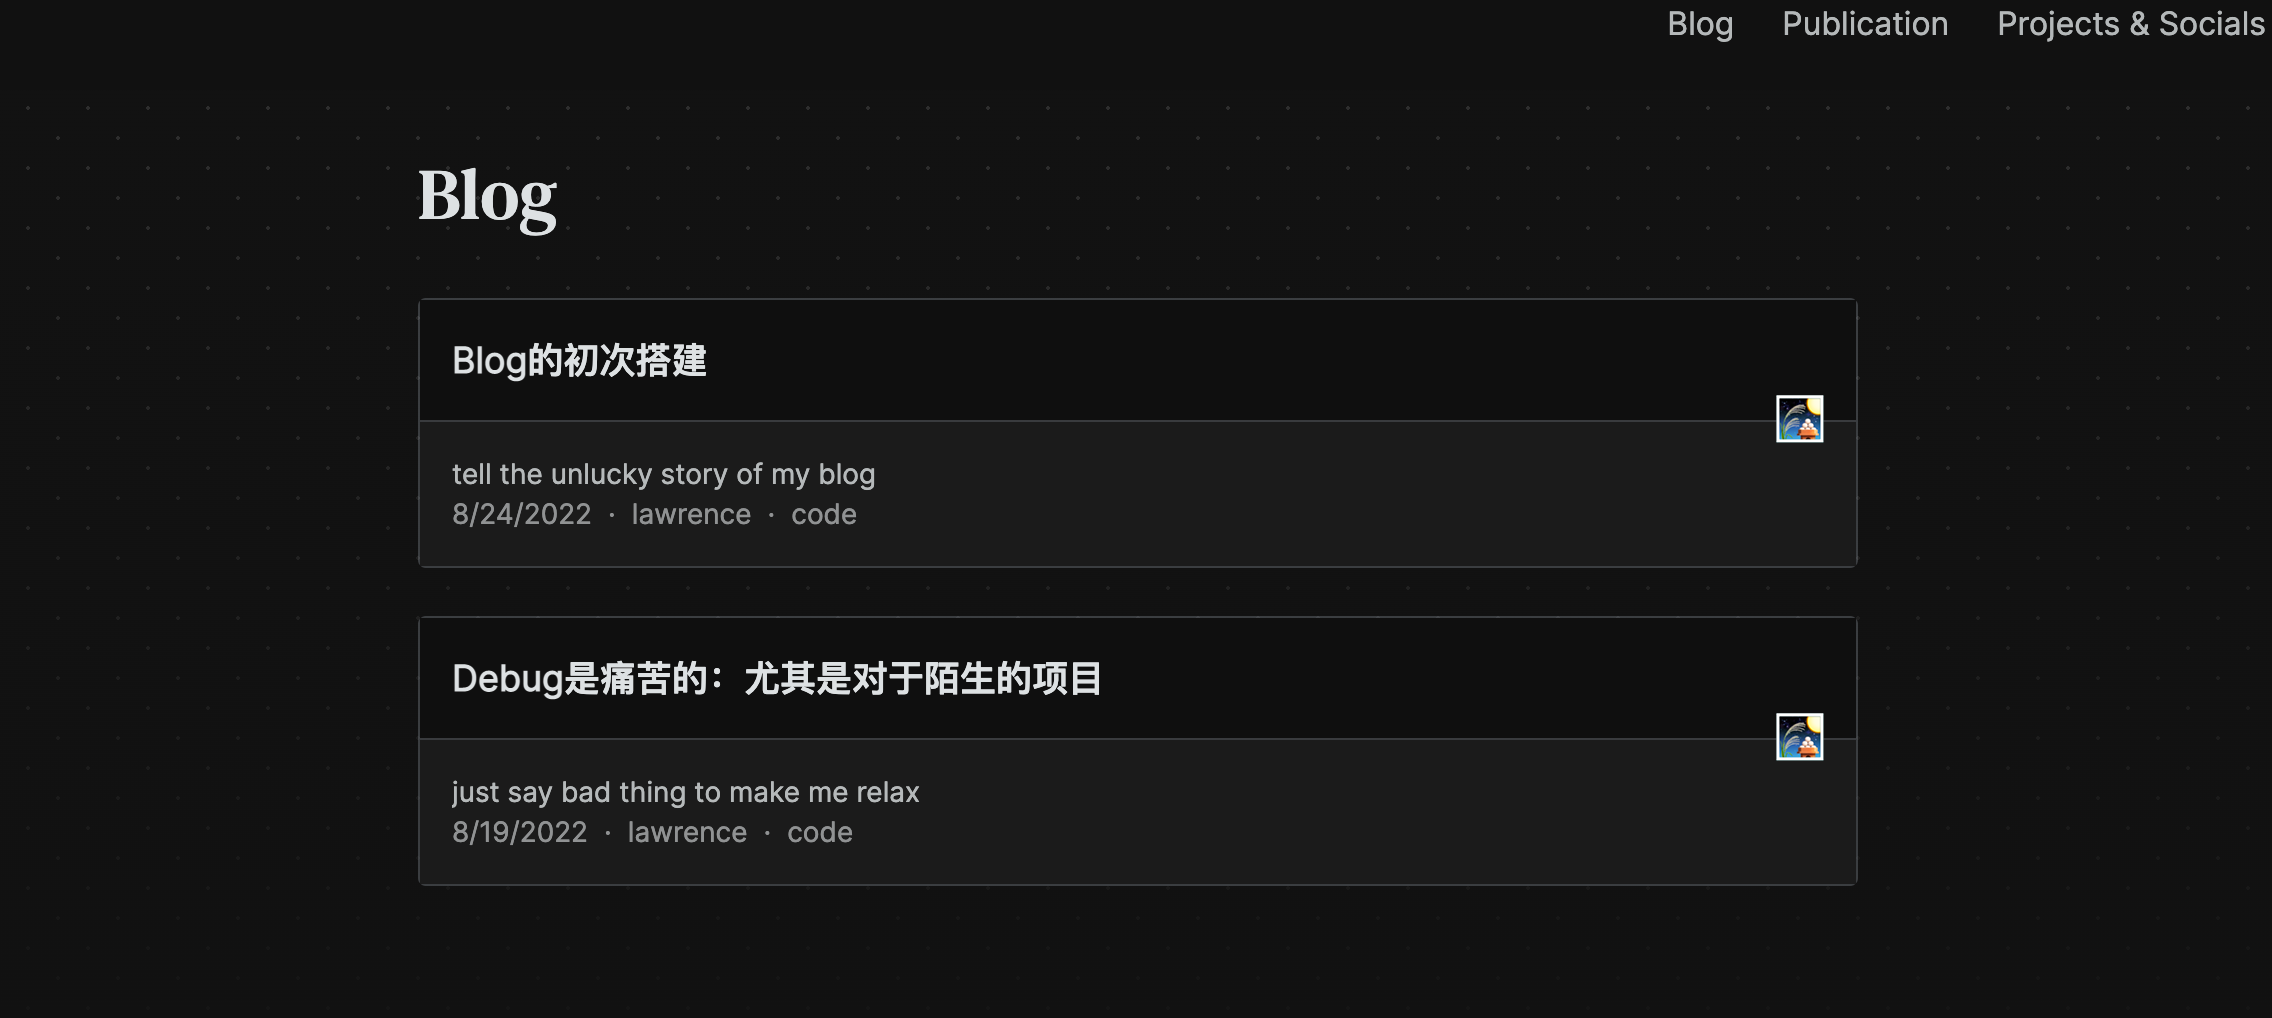 Blog Publication Projects & Socials
Blog
Blog的初次搭建
tell the unlucky story of my blog
8/24/2022 · lawrence · code
Debug是痛苦的：尤其是对于陌生的项目
just say bad thing to make me relax
8/19/2022 · lawrence · code